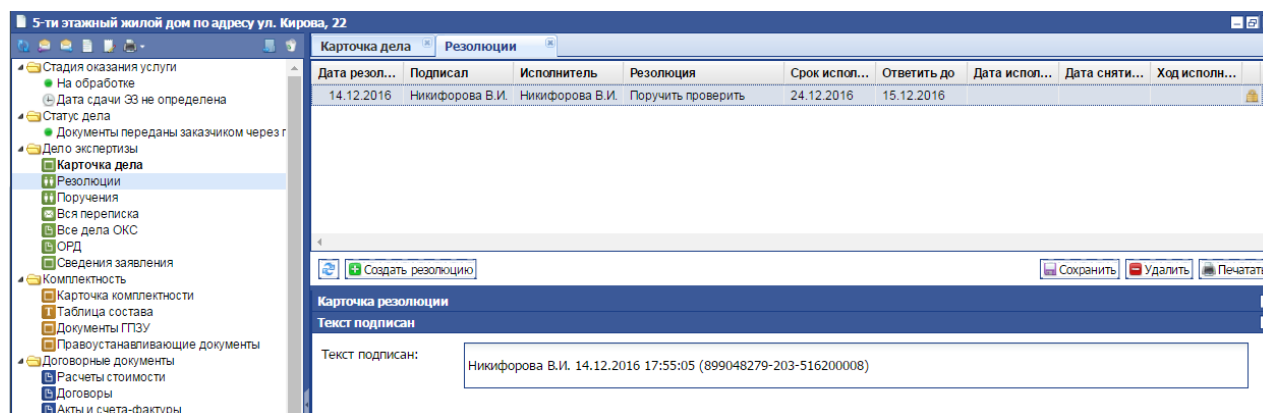 5-ти этажный жилой дом по адресу ул. Кирова, 22
Карточка дела
Резолюции
Стадия оказания услуги
На обработке
Дата сдачи ЭЗ не определена
Статус дела
Документы переданы заказчиком через г
Дело экспертизы
Карточка дела
Резолюции
Поручения
Вся переписка
Все дела ОКС
ОРД
Сведения заявления
Комплектность
Карточка комплектности
Таблица состава
Документы ГПЗУ
Правоустанавливающие документы
Договорные документы
Расчеты стоимости
Договоры
Акты и счета-фактуры
Дата резол... Подписал Исполнитель Резолюция Срок испол... Ответить до Дата испол... Дата сняти... Ход исполн...
14.12.2016 Никифорова В.И. Никифорова В.И. Поручить проверить 24.12.2016 15.12.2016
Создать резолюцию Сохранить Удалить Печатать
Карточка резолюции
Текст подписан
Текст подписан:
Никифорова В.И. 14.12.2016 17:55:05 (899048279-203-516200008)